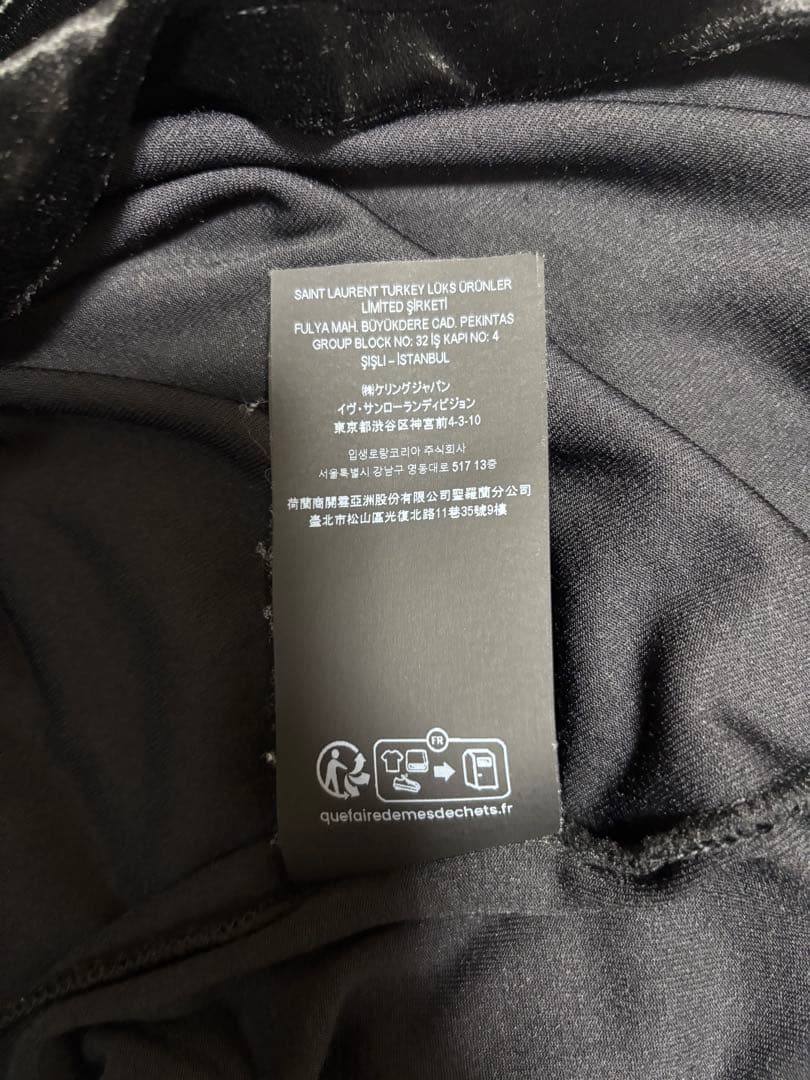 SAINT LAURENT TURKEY LÜKS ÜRÜNLER
LİMİTED ŞİRKETİ
FULYA MAH. BÜYÜKDERE CAD. PEKINTAS
GROUP BLOCK NO: 32 İŞ KAPI NO: 4
ŞIŞLI – İSTANBUL
㈱ケリングジャパン
イヴ・サンローランディビジョン
東京都渋谷区神宮前4-3-10
입생로랑코리아 주식회사
서울특별시 강남구 영동대로 517 13층
荷蘭商開雲亞洲股份有限公司聖羅蘭分公司
臺北市松山區光復北路11巷35號9樓
FR
quefairedemesdechets.fr